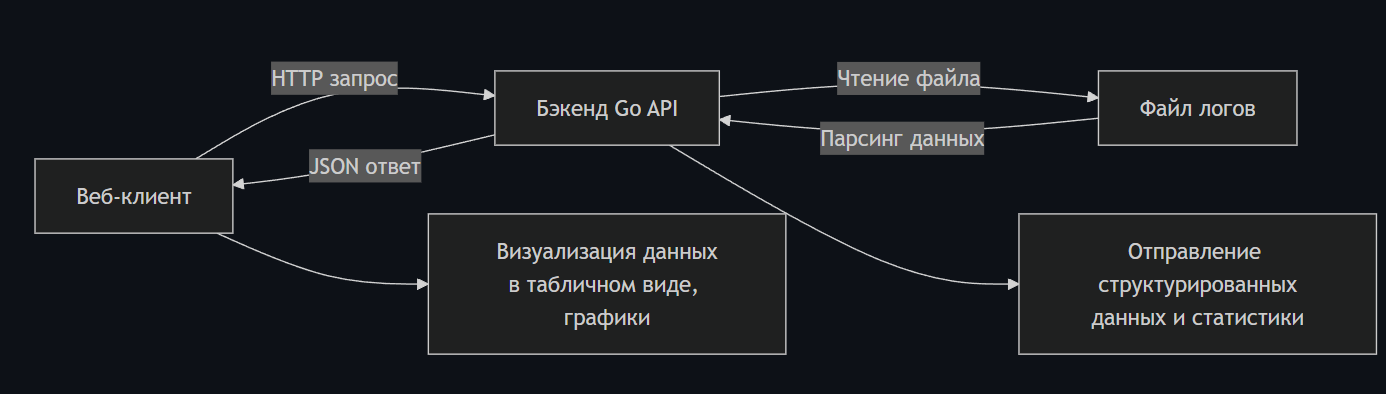 HTTP запрос
Бэкенд Go API
Чтение файла
Файл логов
Парсинг данных
JSON ответ
Веб-клиент
Визуализация данных
в табличном виде,
графики
Отправление
структурированных
данных и статистики